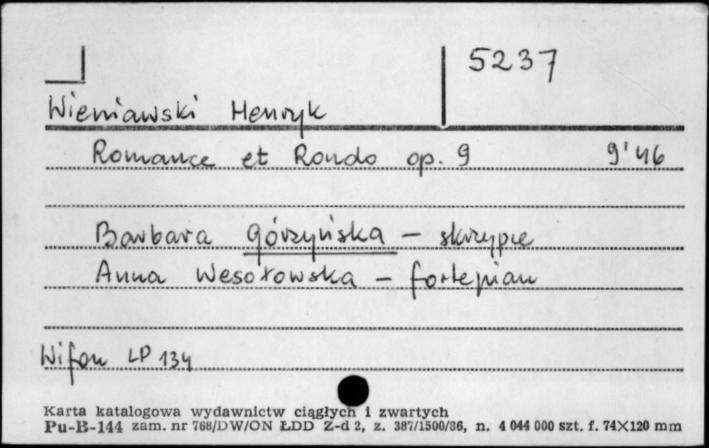 5237
Wieniawski Henryk
Romance et Rondo op. 9 9'46
Barbara Górzyńska – skrzypce
Anna Wesołowska – fortepian
Wifon LP 134
Karta katalogowa wydawnictw ciągłych i zwartych
Pu-B-144 zam. nr 768/DW/ON ŁDD Z-d 2, z. 387/1500/86, n. 4 044 000 szt. f. 74×120 mm